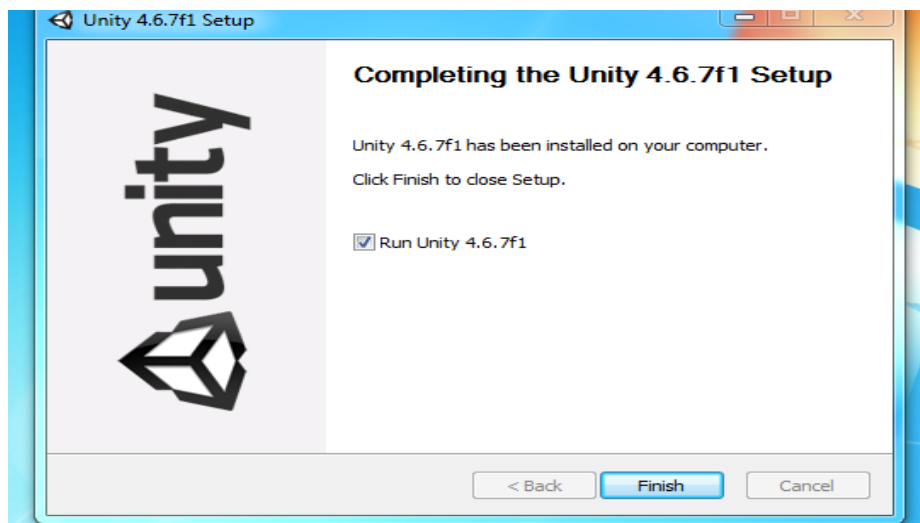 Unity 4.6.7f1 Setup
Completing the Unity 4.6.7f1 Setup
Unity 4.6.7f1 has been installed on your computer.
Click Finish to close Setup.
Run Unity 4.6.7f1
unity
< Back
Finish
Cancel